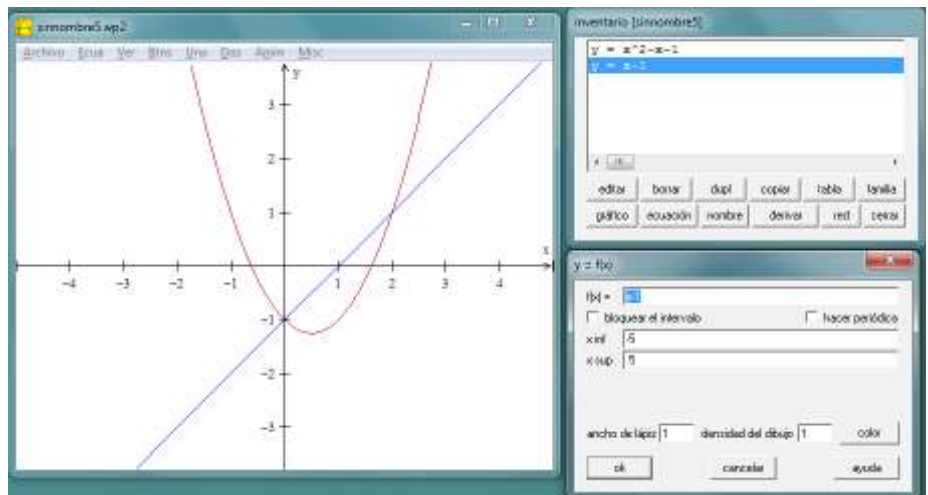 sinnombre5.wp2
Archivo Ecua Ver Btns Uno Dos Anim Misc
y
3
2
1
x
-4 -3 -2 -1 1 2 3 4
-1
-2
-3
inventario [sinnombre5]
y = x^2-x-1
y = x-1
editar borrar dupl copiar tabla familia
gráfico ecuación nombre derivar red cerrar
y = f(x)
f(x) = x-1
bloquear el intervalo hacer periódica
x inf -5
x sup 5
ancho de lápiz 1 densidad del dibujo 1 color
ok cancelar ayuda